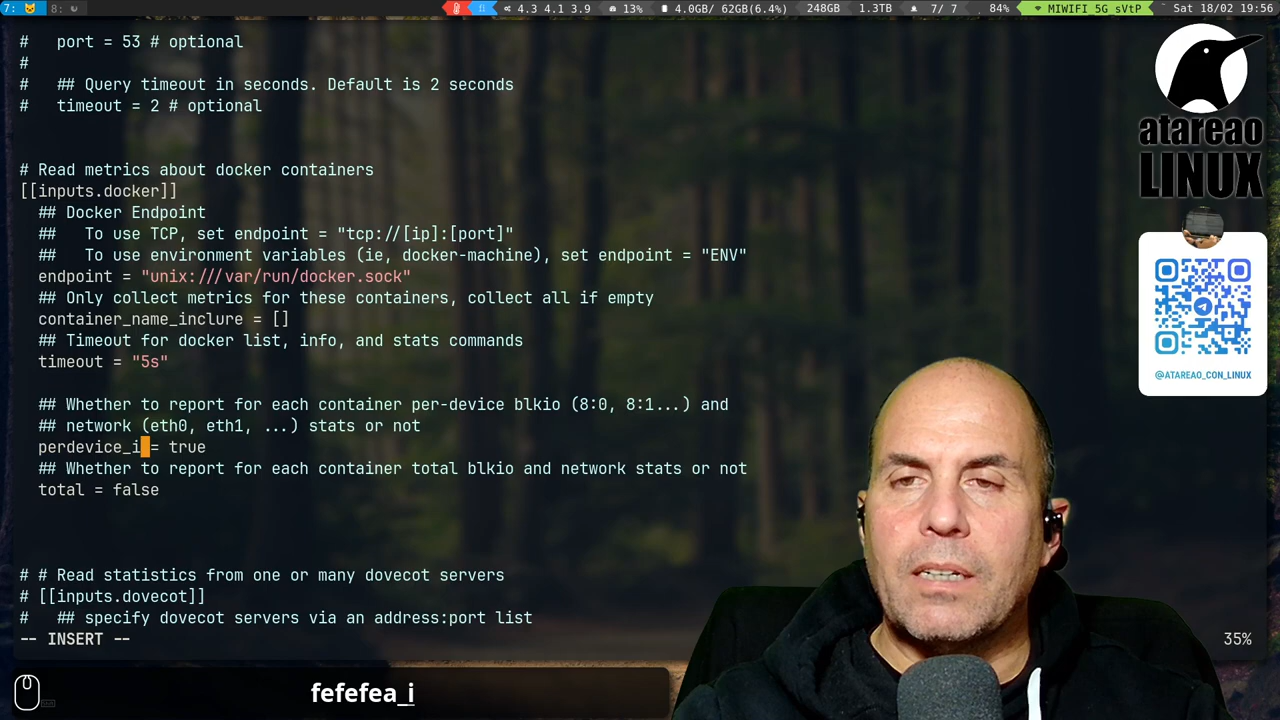 7: 8:
4.3 4.1 3.9 13% 4.0GB/ 62GB(6.4%) 248GB 1.3TB 7/ 7 84% MIWIFI_5G_sVtP Sat 18/02 19:56
#   port = 53 # optional
#
#   ## Query timeout in seconds. Default is 2 seconds
#   timeout = 2 # optional
# Read metrics about docker containers
[[inputs.docker]]
  ## Docker Endpoint
  ##   To use TCP, set endpoint = "tcp://[ip]:[port]"
  ##   To use environment variables (ie, docker-machine), set endpoint = "ENV"
  endpoint = "unix:///var/run/docker.sock"
  ## Only collect metrics for these containers, collect all if empty
  container_name_inclure = []
  ## Timeout for docker list, info, and stats commands
  timeout = "5s"
  ## Whether to report for each container per-device blkio (8:0, 8:1...) and
  ## network (eth0, eth1, ...) stats or not
  perdevice_i = true
  ## Whether to report for each container total blkio and network stats or not
  total = false
# # Read statistics from one or many dovecot servers
# [[inputs.dovecot]]
#   ## specify dovecot servers via an address:port list
-- INSERT -- 35%
fefefea_i
atareao
LINUX
@ATAREAO_CON_LINUX